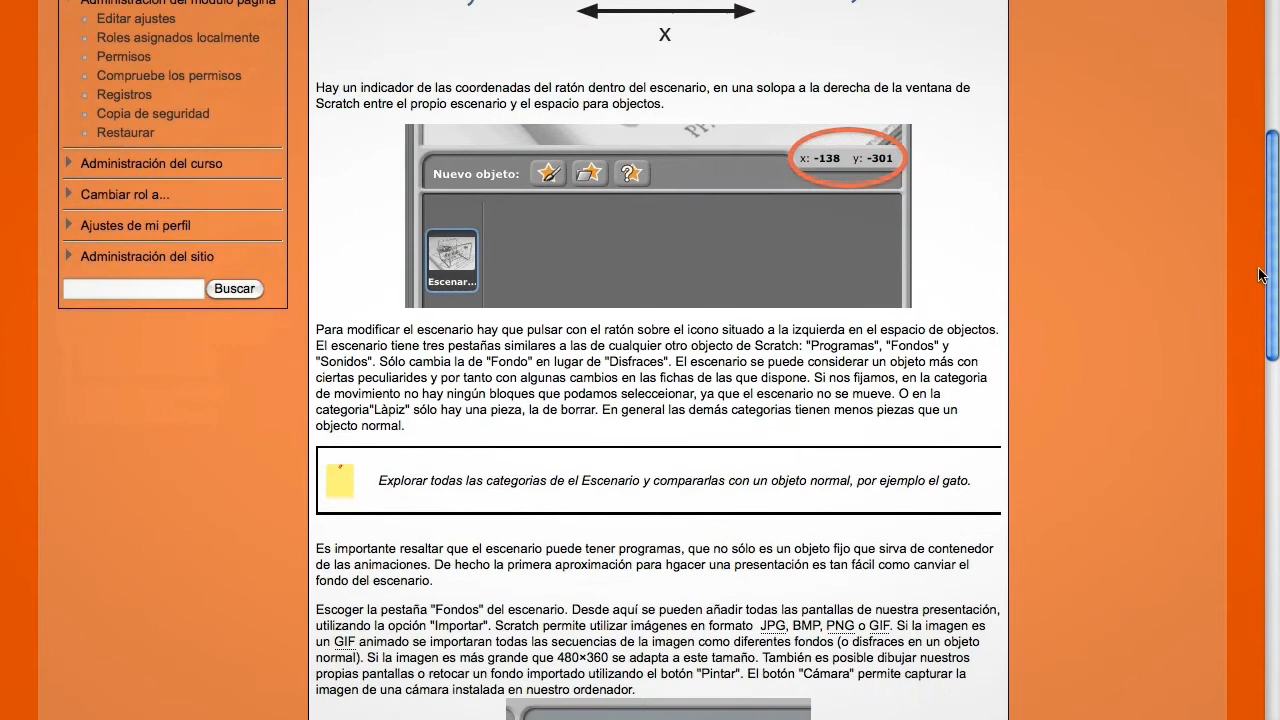 Administración del módulo página
Editar ajustes
Roles asignados localmente
Permisos
Compruebe los permisos
Registros
Copia de seguridad
Restaurar
Administración del curso
Cambiar rol a...
Ajustes de mi perfil
Administración del sitio
Buscar
x
Hay un indicador de las coordenadas del ratón dentro del escenario, en una solopa a la derecha de la ventana de
Scratch entre el propio escenario y el espacio para objectos.
x: -138 y: -301
Nuevo objeto:
Escenar...
Para modificar el escenario hay que pulsar con el ratón sobre el icono situado a la izquierda en el espacio de objectos.
El escenario tiene tres pestañas similares a las de cualquier otro objecto de Scratch: "Programas", "Fondos" y
"Sonidos". Sólo cambia la de "Fondo" en lugar de "Disfraces". El escenario se puede considerar un objeto más con
ciertas peculiarides y por tanto con algunas cambios en las fichas de las que dispone. Si nos fijamos, en la categoria
de movimiento no hay ningún bloques que podamos selecceionar, ya que el escenario no se mueve. O en la
categoria"Làpiz" sólo hay una pieza, la de borrar. En general las demás categorias tienen menos piezas que un
objecto normal.
Explorar todas las categorias de el Escenario y compararlas con un objeto normal, por ejemplo el gato.
Es importante resaltar que el escenario puede tener programas, que no sólo es un objeto fijo que sirva de contenedor
de las animaciones. De hecho la primera aproximación para hgacer una presentación es tan fácil como canviar el
fondo del escenario.
Escoger la pestaña "Fondos" del escenario. Desde aquí se pueden añadir todas las pantallas de nuestra presentación,
utilizando la opción "Importar". Scratch permite utilizar imágenes en formato JPG, BMP, PNG o GIF. Si la imagen es
un GIF animado se importaran todas las secuencias de la imagen como diferentes fondos (o disfraces en un objeto
normal). Si la imagen es más grande que 480×360 se adapta a este tamaño. También es posible dibujar nuestros
propias pantallas o retocar un fondo importado utilizando el botón "Pintar". El botón "Cámara" permite capturar la
imagen de una cámara instalada en nuestro ordenador.